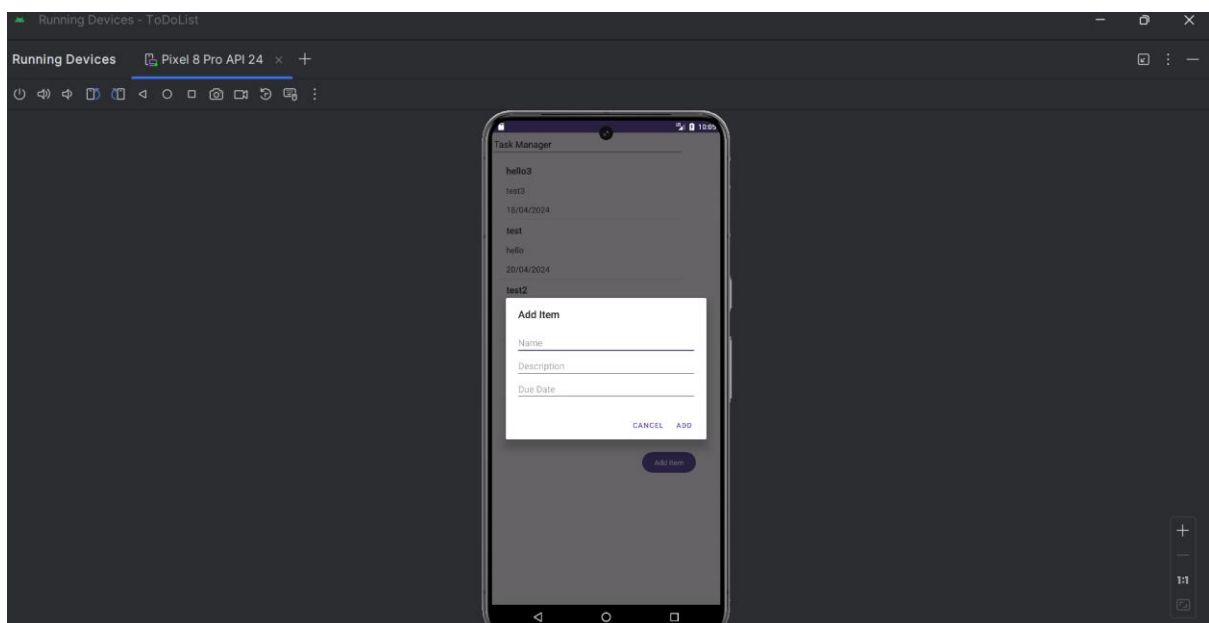 Running Devices - ToDoList
Running Devices Pixel 8 Pro API 24
10:05
Task Manager
hello3
test3
18/04/2024
test
hello
20/04/2024
test2
Add Item
Name
Description
Due Date
CANCEL ADD
Add Item
1:1